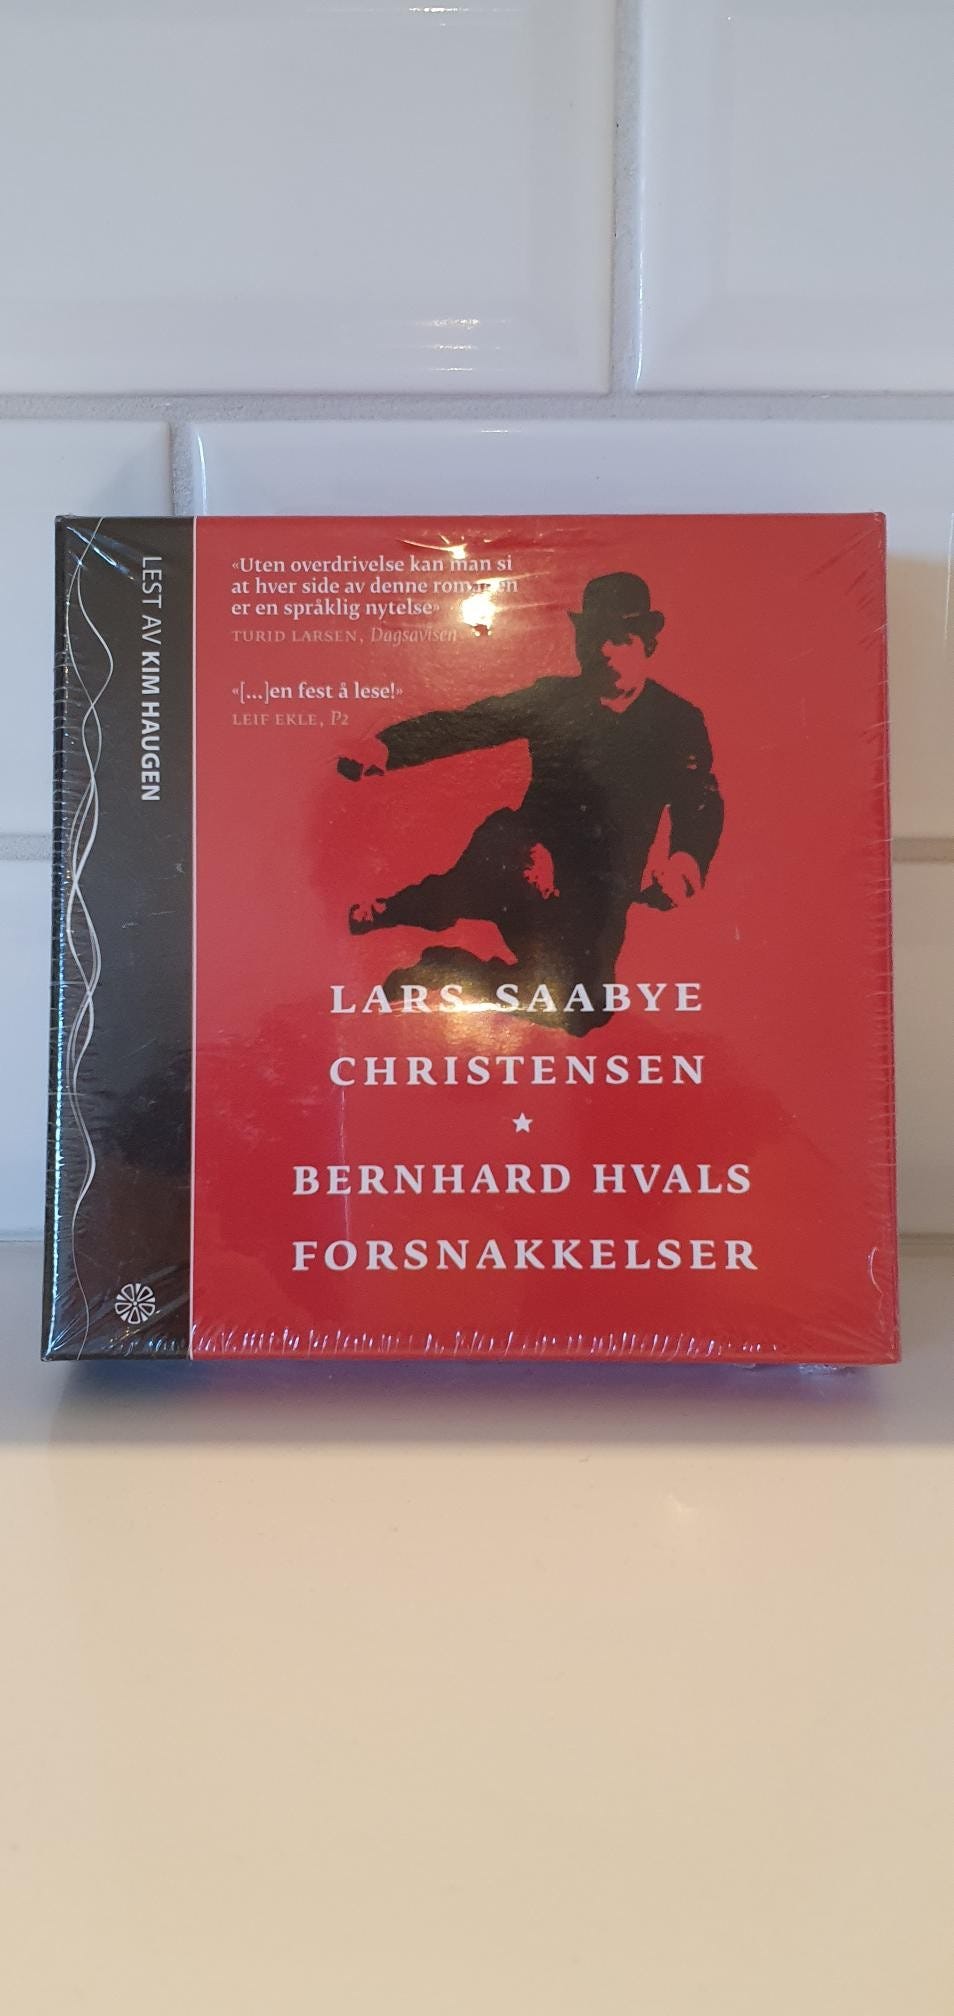 LEST AV KIM HAUGEN
«Uten overdrivelse kan man si
at hver side av denne romanen
er en språklig nytelse»
TURID LARSEN, Dagsavisen
«[...]en fest å lese!»
LEIF EKLE, P2
LARS SAABYE
CHRISTENSEN
BERNHARD HVALS
FORSNAKKELSER